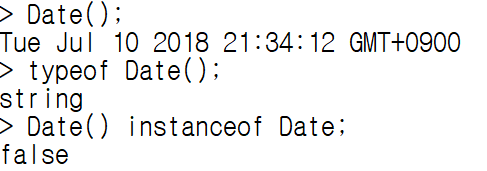 > Date();
Tue Jul 10 2018 21:34:12 GMT+0900
> typeof Date();
string
> Date() instanceof Date;
false